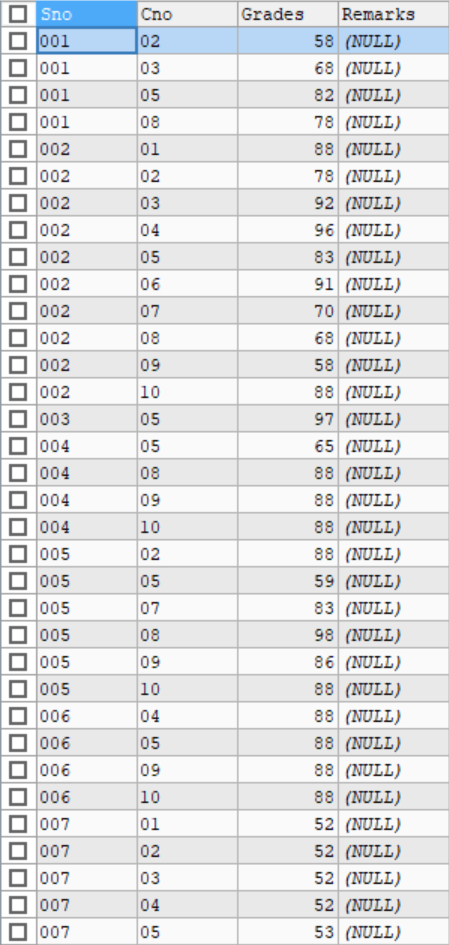 Sno Cno Grades Remarks
001 02 58 (NULL)
001 03 68 (NULL)
001 05 82 (NULL)
001 08 78 (NULL)
002 01 88 (NULL)
002 02 78 (NULL)
002 03 92 (NULL)
002 04 96 (NULL)
002 05 83 (NULL)
002 06 91 (NULL)
002 07 70 (NULL)
002 08 68 (NULL)
002 09 58 (NULL)
002 10 88 (NULL)
003 05 97 (NULL)
004 05 65 (NULL)
004 08 88 (NULL)
004 09 88 (NULL)
004 10 88 (NULL)
005 02 88 (NULL)
005 05 59 (NULL)
005 07 83 (NULL)
005 08 98 (NULL)
005 09 86 (NULL)
005 10 88 (NULL)
006 04 88 (NULL)
006 05 88 (NULL)
006 09 88 (NULL)
006 10 88 (NULL)
007 01 52 (NULL)
007 02 52 (NULL)
007 03 52 (NULL)
007 04 52 (NULL)
007 05 53 (NULL)